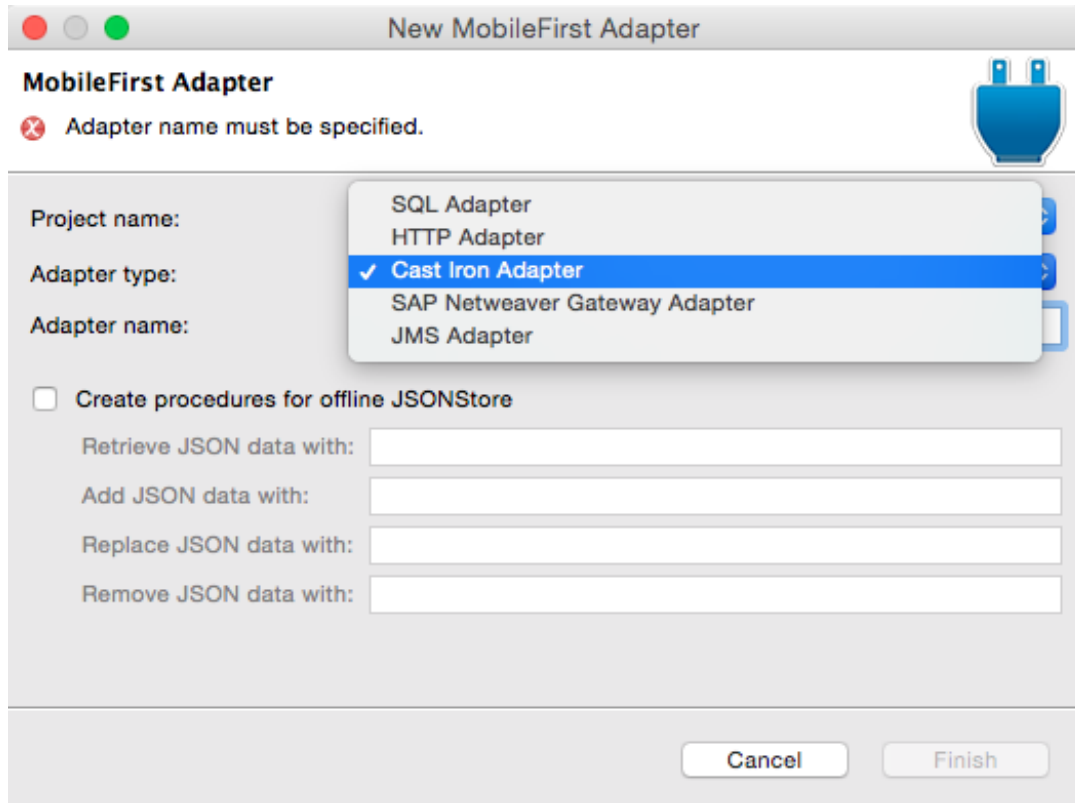 New MobileFirst Adapter
MobileFirst Adapter
Adapter name must be specified.
Project name:
SQL Adapter
HTTP Adapter
Adapter type:
Cast Iron Adapter
SAP Netweaver Gateway Adapter
Adapter name:
JMS Adapter
Create procedures for offline JSONStore
Retrieve JSON data with:
Add JSON data with:
Replace JSON data with:
Remove JSON data with:
Cancel
Finish